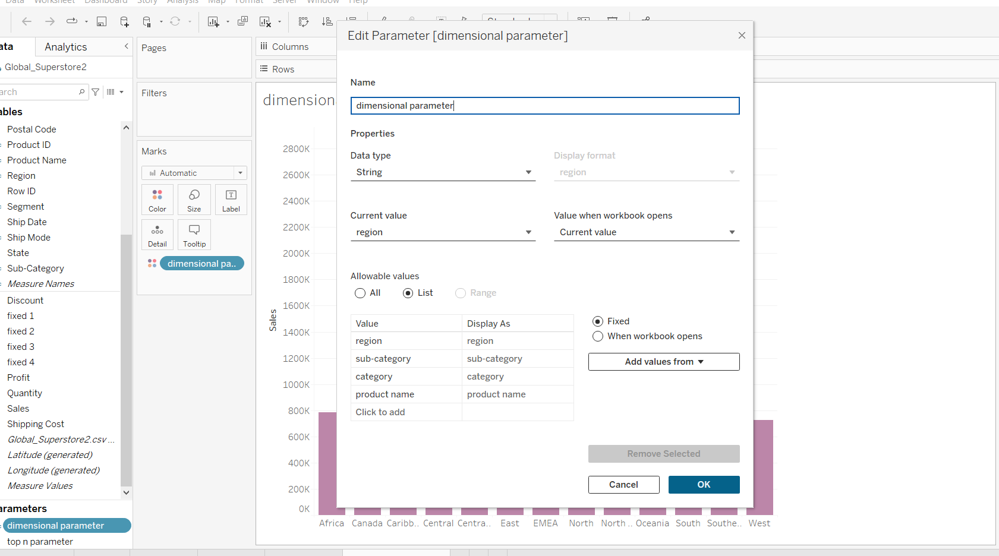 Data Worksheet Dashboard Story Analysis Map Format Server Window Help
ata
Analytics
Global_Superstore2
arch
ables
Postal Code
Product ID
Product Name
Region
Row ID
Segment
Ship Date
Ship Mode
State
Sub-Category
Measure Names
Discount
fixed 1
fixed 2
fixed 3
fixed 4
Profit
Quantity
Sales
Shipping Cost
Global_Superstore2.csv ...
Latitude (generated)
Longitude (generated)
Measure Values
arameters
dimensional parameter
top n parameter
Pages
Filters
Marks
Automatic
Color
Size
Label
Detail
Tooltip
dimensional pa..
Columns
Rows
dimension
2800K
2600K
2400K
2200K
2000K
1800K
1600K
1400K
1200K
1000K
800K
600K
400K
200K
0K
Sales
Africa Canada Caribb.. Central Centra.. East EMEA North North .. Oceania South Southe.. West
Edit Parameter [dimensional parameter]
Name
dimensional parameter
Properties
Data type
String
Display format
region
Current value
region
Value when workbook opens
Current value
Allowable values
All
List
Range
Value Display As
region region
sub-category sub-category
category category
product name product name
Click to add
Fixed
When workbook opens
Add values from
Remove Selected
Cancel
OK